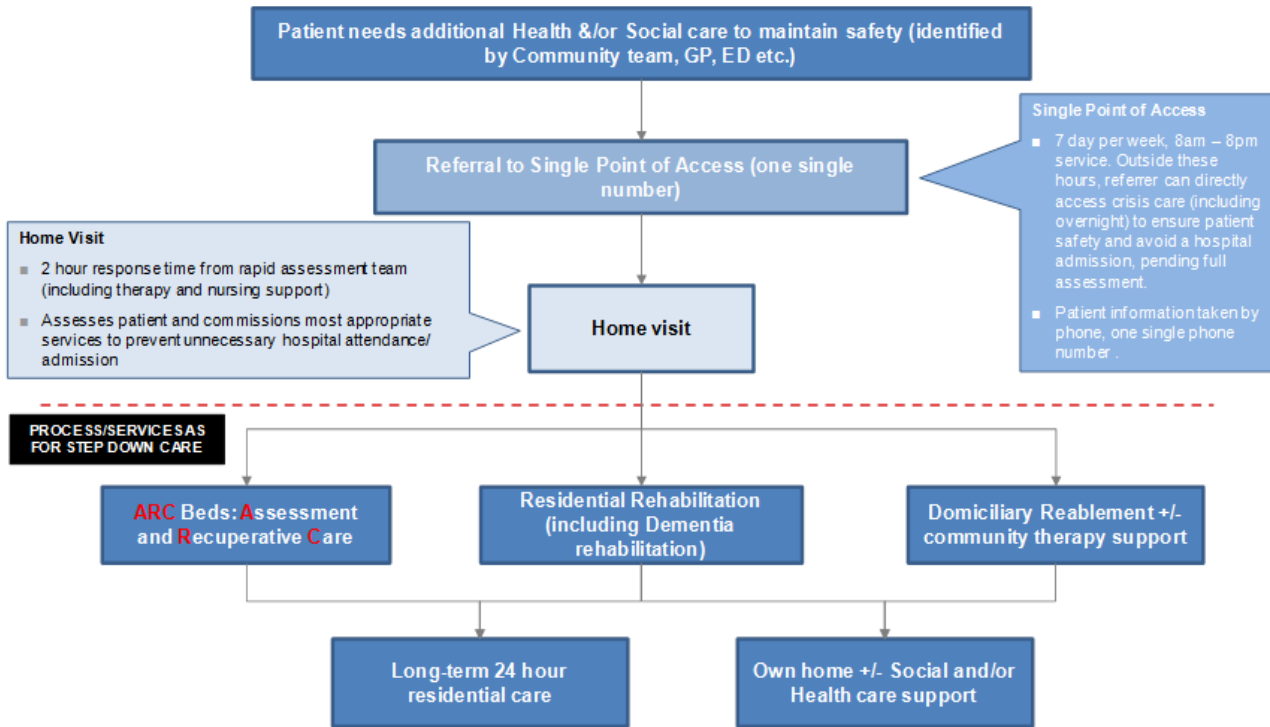 Patient needs additional Health &/or Social care to maintain safety (identified
by Community team, GP, ED etc.)
Single Point of Access
■ 7 day per week, 8am – 8pm
service. Outside these
hours, referrer can directly
access crisis care (including
overnight) to ensure patient
safety and avoid a hospital
admission, pending full
assessment.
■ Patient information taken by
phone, one single phone
number .
Referral to Single Point of Access (one single
number)
Home Visit
■ 2 hour response time from rapid assessment team
(including therapy and nursing support)
■ Assesses patient and commissions most appropriate
services to prevent unnecessary hospital attendance/
admission
Home visit
PROCESS/SERVICES AS
FOR STEP DOWN CARE
ARC Beds: Assessment
and Recuperative Care
Residential Rehabilitation
(including Dementia
rehabilitation)
Domiciliary Reablement +/-
community therapy support
Long-term 24 hour
residential care
Own home +/- Social and/or
Health care support